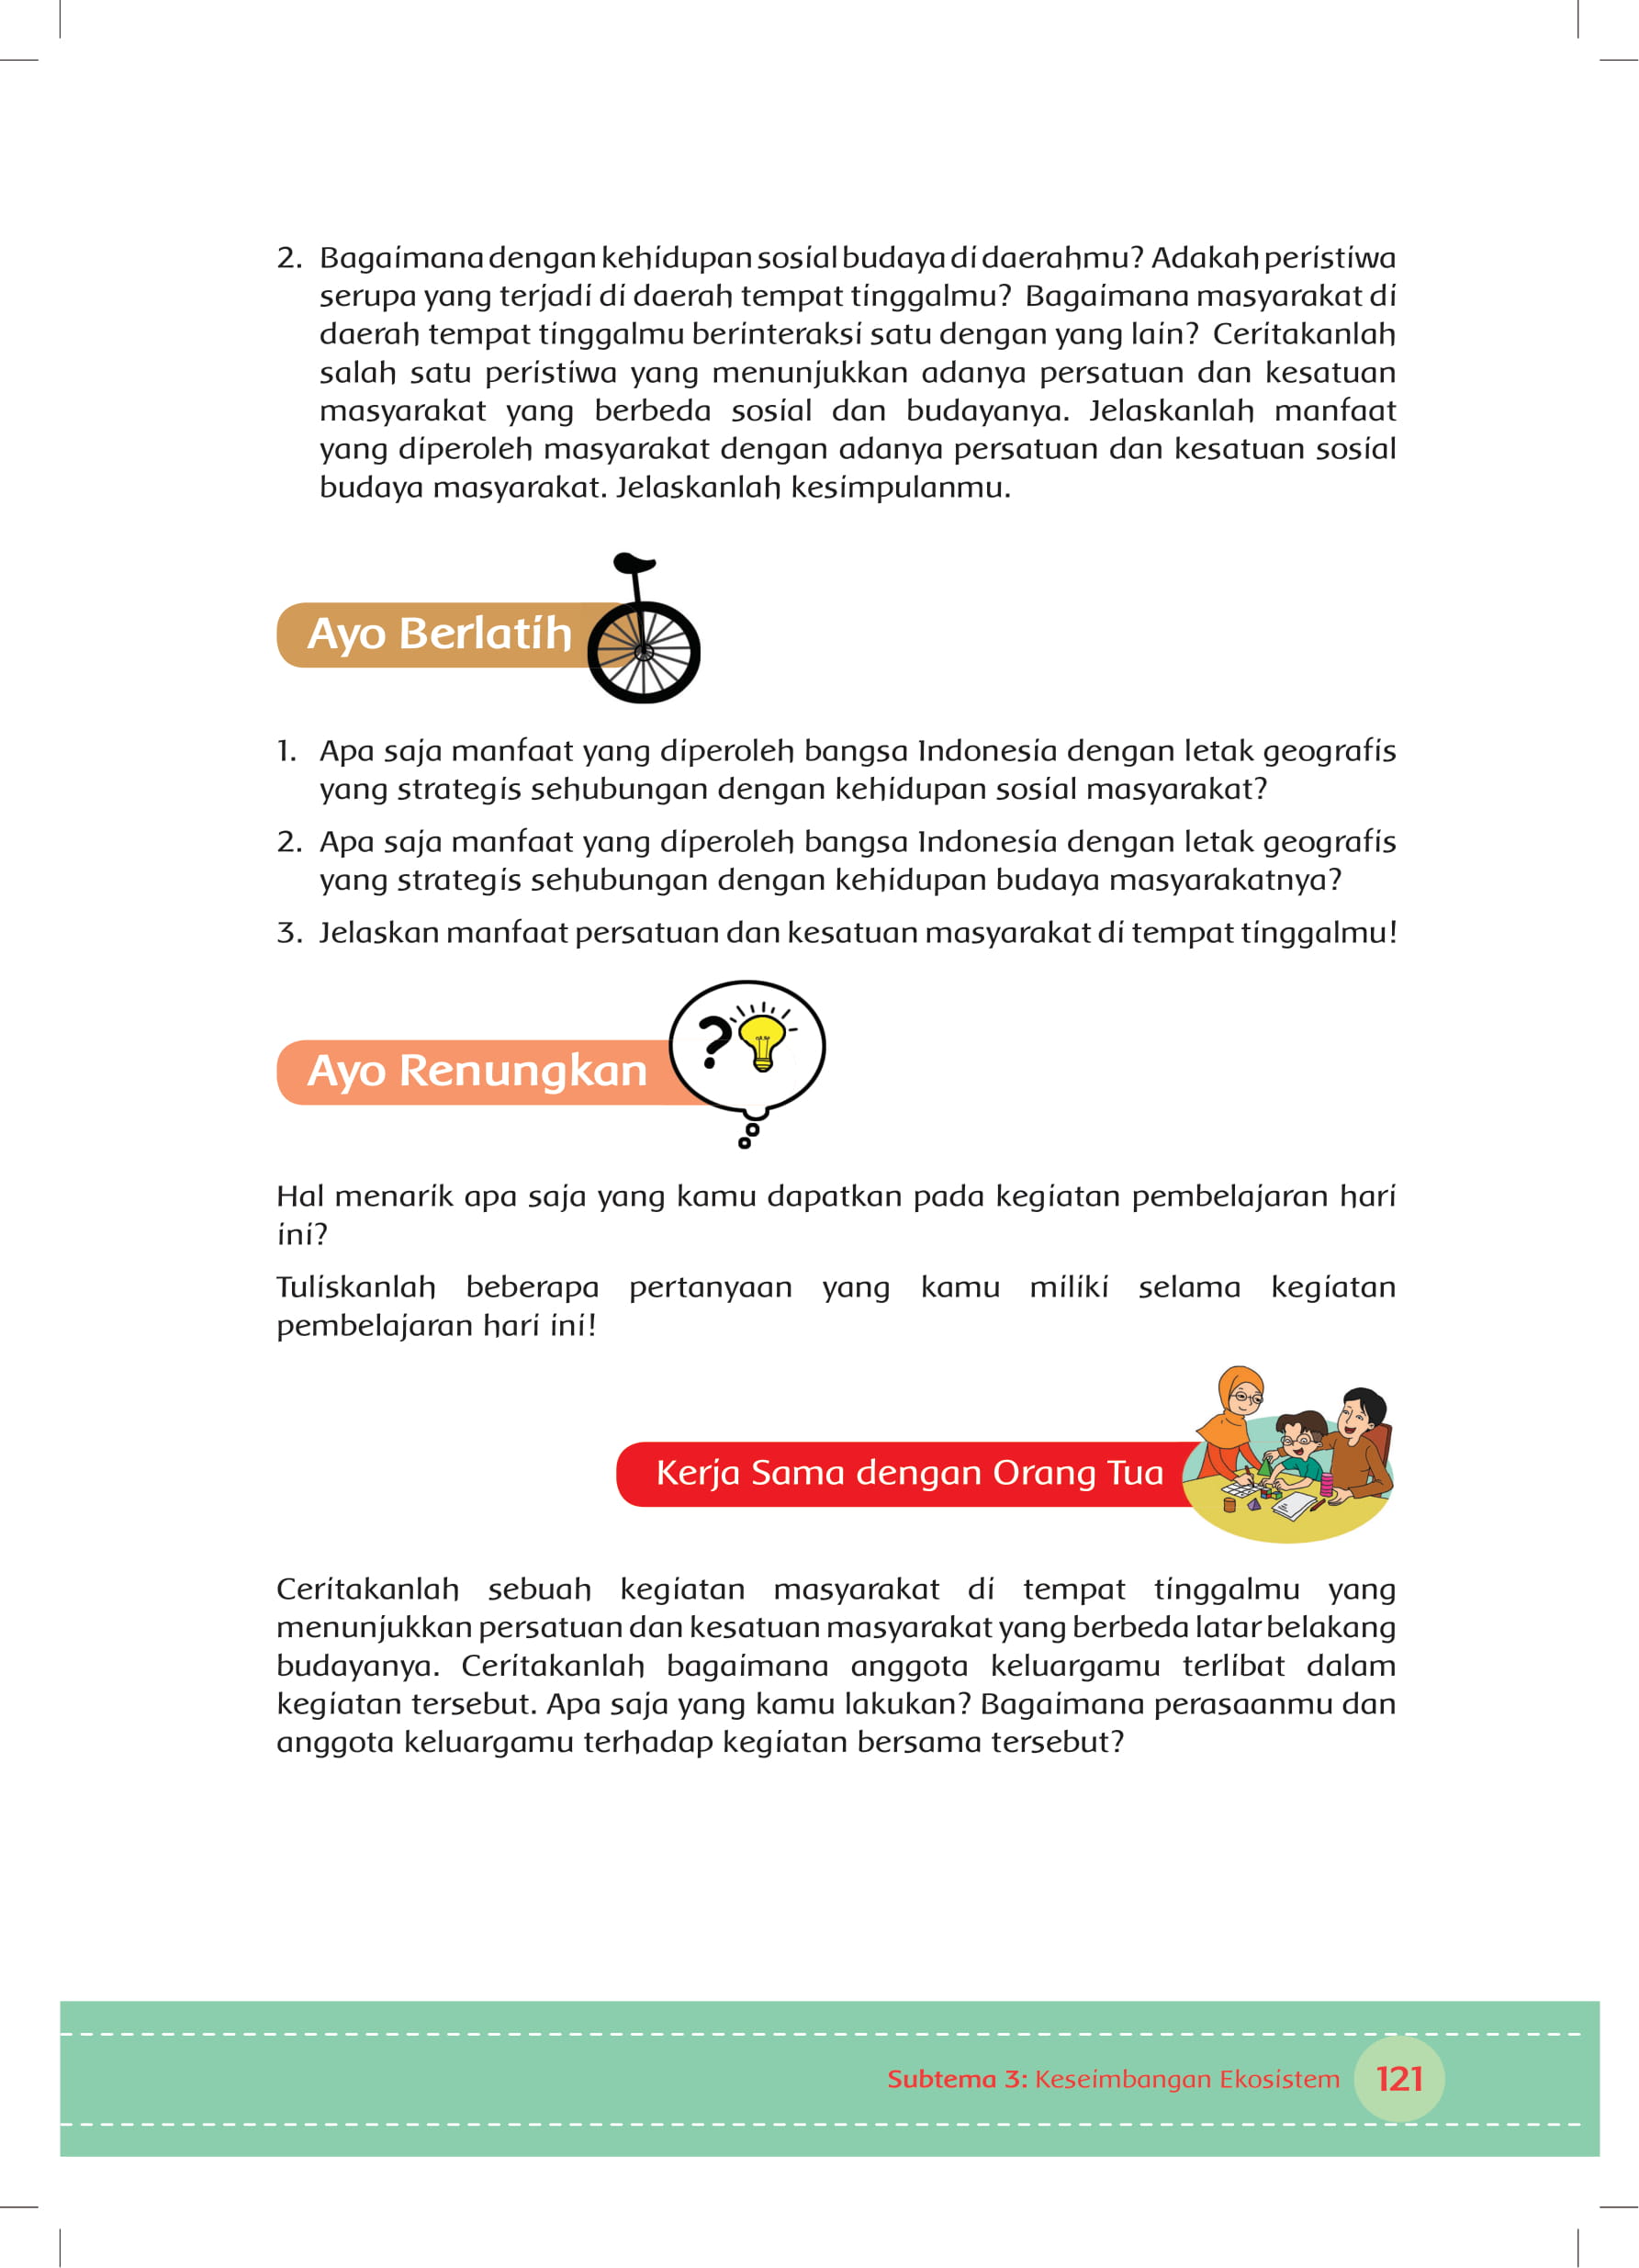 2. Bagaimana dengan kehidupan sosial budaya di daerahmu? Adakah peristiwa
serupa yang terjadi di daerah tempat tinggalmu? Bagaimana masyarakat di
daerah tempat tinggalmu berinteraksi satu dengan yang lain? Ceritakanlah
salah satu peristiwa yang menunjukkan adanya persatuan dan kesatuan
masyarakat yang berbeda sosial dan budayanya. Jelaskanlah manfaat
yang diperoleh masyarakat dengan adanya persatuan dan kesatuan sosial
budaya masyarakat. Jelaskanlah kesimpulanmu.
Ayo Berlatih
1. Apa saja manfaat yang diperoleh bangsa Indonesia dengan letak geografis
yang strategis sehubungan dengan kehidupan sosial masyarakat?
2. Apa saja manfaat yang diperoleh bangsa Indonesia dengan letak geografis
yang strategis sehubungan dengan kehidupan budaya masyarakatnya?
3. Jelaskan manfaat persatuan dan kesatuan masyarakat di tempat tinggalmu!
Ayo Renungkan
Hal menarik apa saja yang kamu dapatkan pada kegiatan pembelajaran hari
ini?
Tuliskanlah beberapa pertanyaan yang kamu miliki selama kegiatan
pembelajaran hari ini!
Kerja Sama dengan Orang Tua
Ceritakanlah sebuah kegiatan masyarakat di tempat tinggalmu yang
menunjukkan persatuan dan kesatuan masyarakat yang berbeda latar belakang
budayanya. Ceritakanlah bagaimana anggota keluargamu terlibat dalam
kegiatan tersebut. Apa saja yang kamu lakukan? Bagaimana perasaanmu dan
anggota keluargamu terhadap kegiatan bersama tersebut?
Subtema 3: Keseimbangan Ekosistem 121